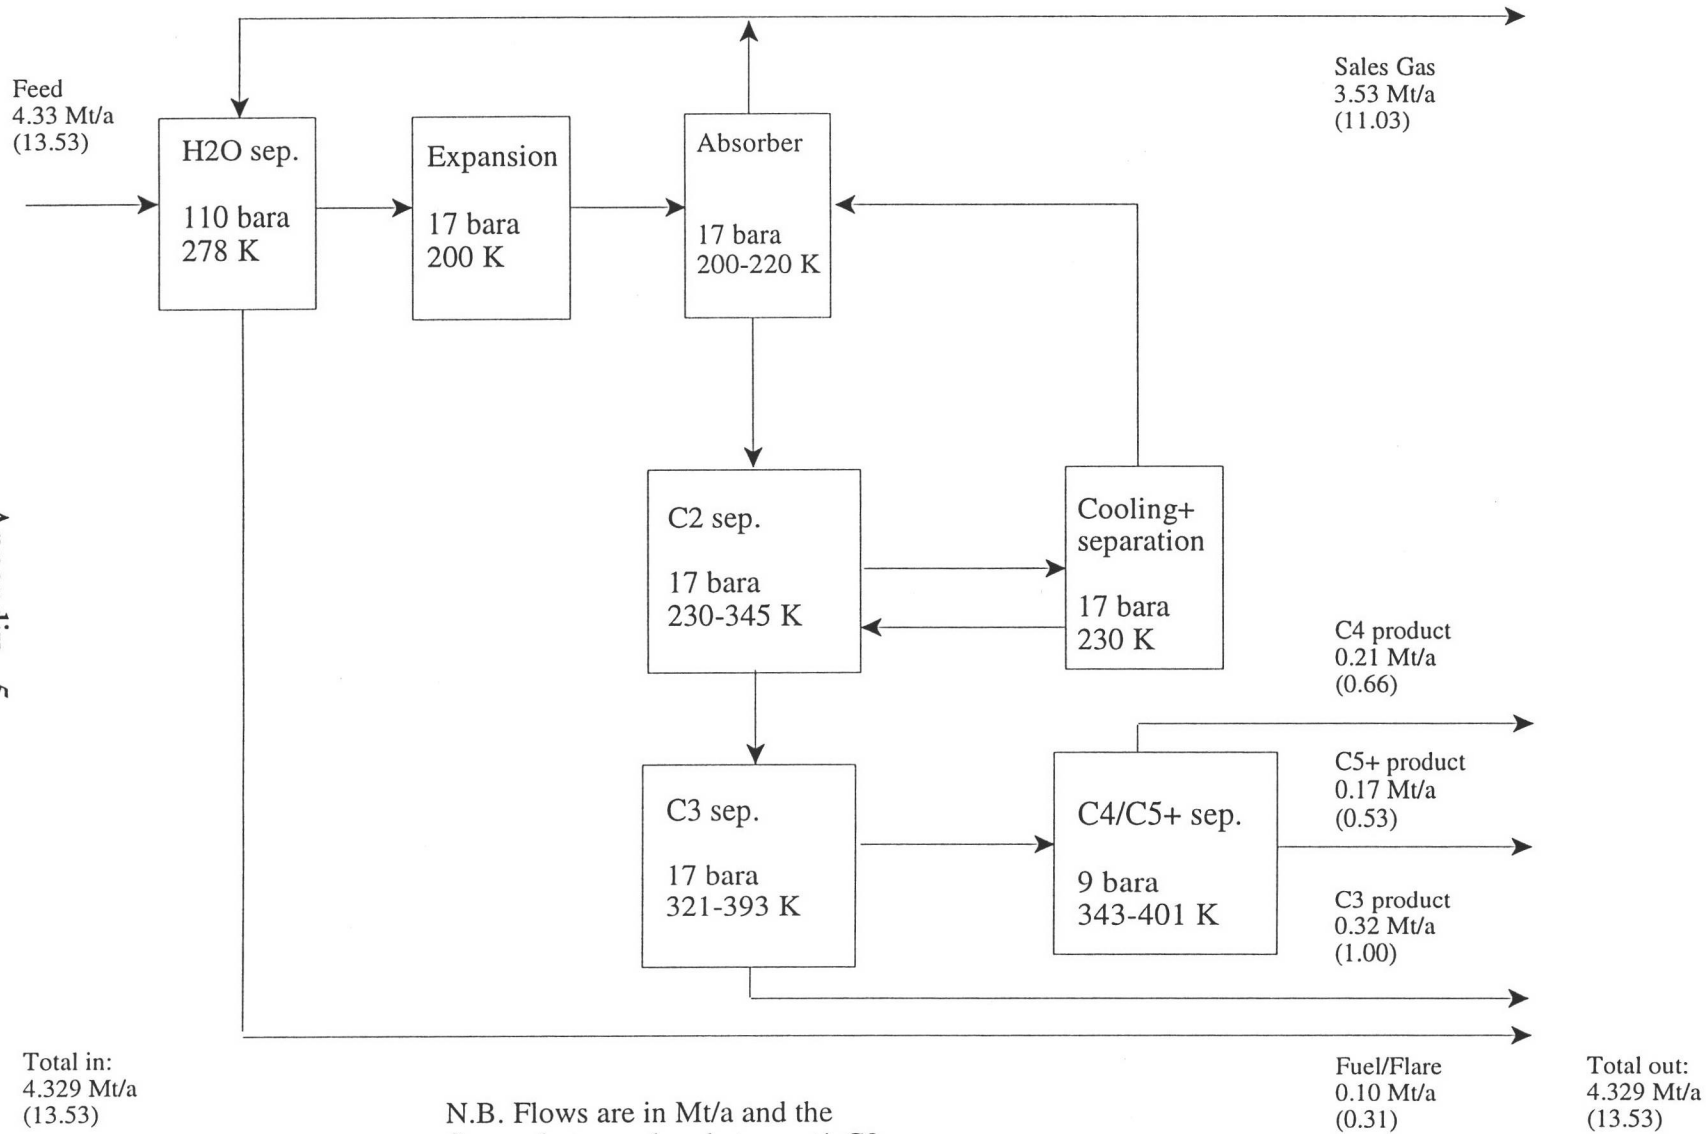 Feed
4.33 Mt/a
(13.53)
H2O sep.
110 bara
278 K
Expansion
17 bara
200 K
Absorber
17 bara
200-220 K
Sales Gas
3.53 Mt/a
(11.03)
C2 sep.
17 bara
230-345 K
Cooling+
separation
17 bara
230 K
C4 product
0.21 Mt/a
(0.66)
C3 sep.
17 bara
321-393 K
C4/C5+ sep.
9 bara
343-401 K
C5+ product
0.17 Mt/a
(0.53)
C3 product
0.32 Mt/a
(1.00)
Total in:
4.329 Mt/a
(13.53)
N.B. Flows are in Mt/a and the
Fuel/Flare
0.10 Mt/a
(0.31)
Total out:
4.329 Mt/a
(13.53)